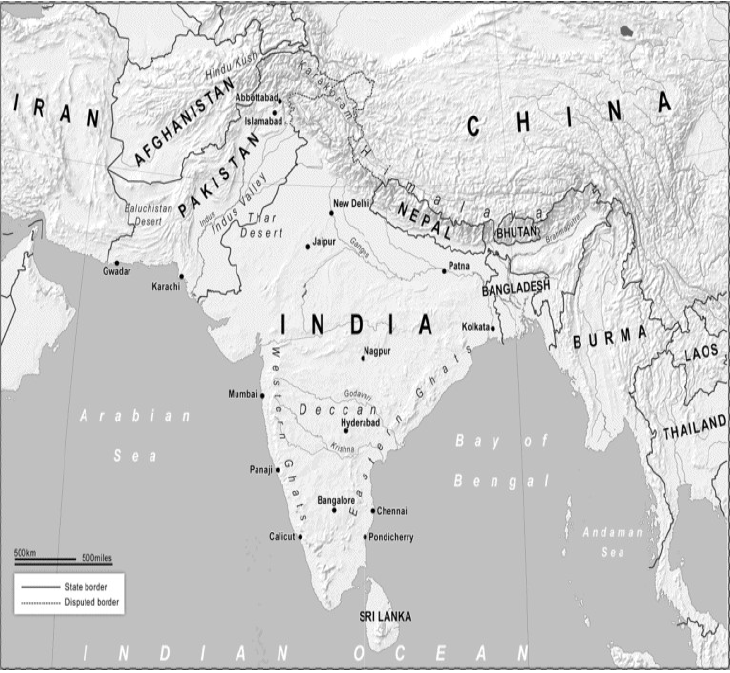 Hindu Kush
Karakoram
IRAN
AFGHANISTAN
Abbottabad
Islamabad
CHINA
PAKISTAN
Himalaya
Baluchistan
Desert
Indus
Indus Valley
Thar
Desert
New Delhi
NEPAL
BHUTAN
Brahmaputra
Jaipur
Ganga
Gwadar
Karachi
Patna
BANGLADESH
INDIA
Kolkata
BURMA
Nagpur
LAOS
Western Ghats
Eastern Ghats
Mumbai
Godavari
Deccan
Hyderabad
Krishna
Arabian
Sea
Bay of
Bengal
THAILAND
Panaji
Bangalore
Chennai
Calicut
Pondicherry
Andaman
Sea
500km 500miles
State border
Disputed border
SRI LANKA
INDIAN OCEAN